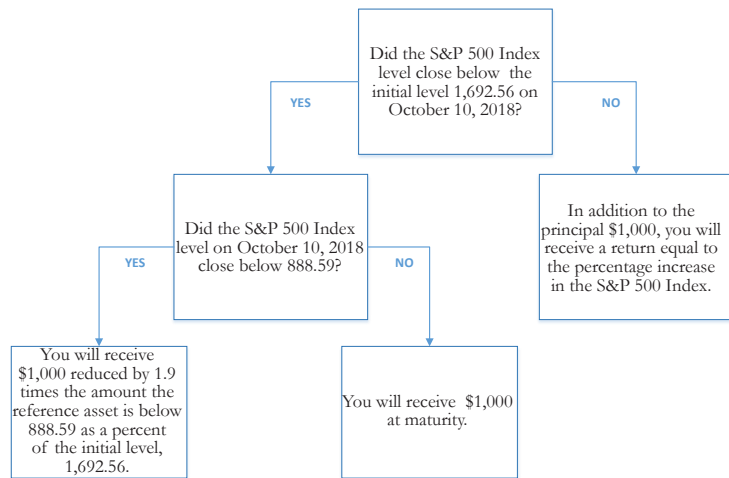 Did the S&P 500 Index
level close below the
initial level 1,692.56 on
October 10, 2018?
YES
NO
Did the S&P 500 Index
level on October 10, 2018
close below 888.59?
In addition to the
principal $1,000, you will
receive a return equal to
the percentage increase
in the S&P 500 Index.
YES
NO
You will receive
$1,000 reduced by 1.9
times the amount the
reference asset is below
888.59 as a percent
of the initial level,
1,692.56.
You will receive $1,000
at maturity.